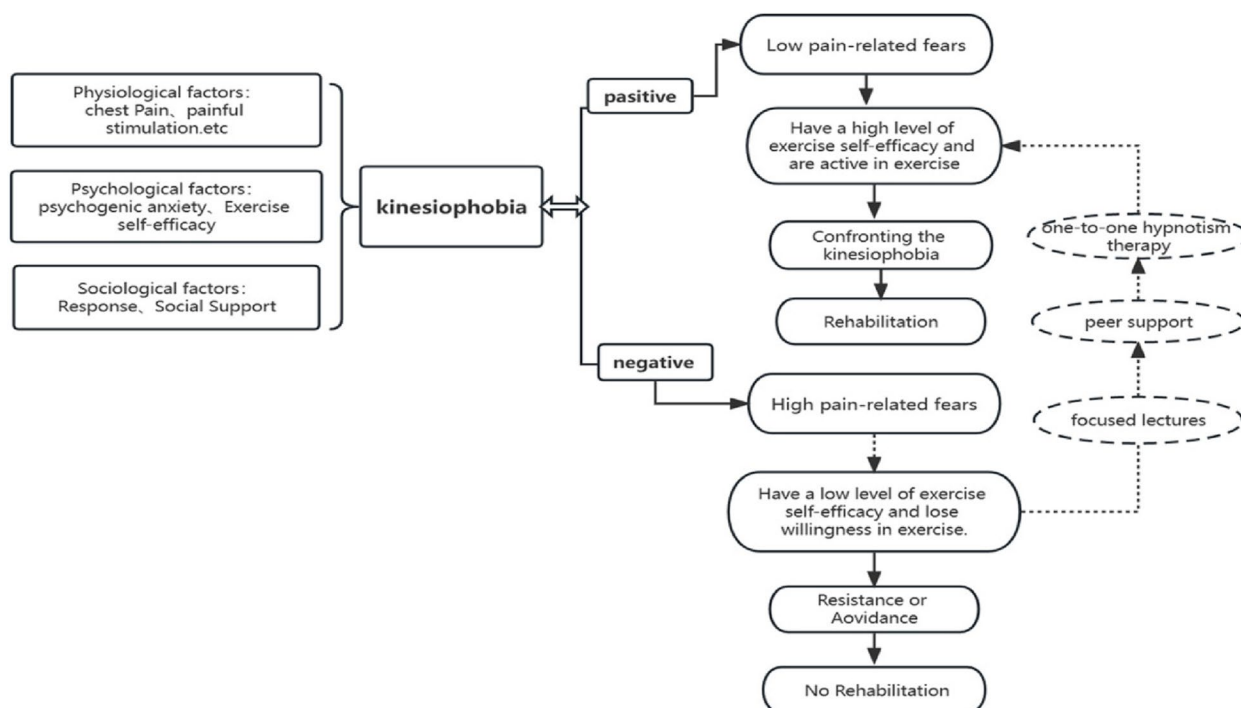 Physiological factors:
chest Pain、painful
stimulation.etc
Psychological factors:
psychogenic anxiety、Exercise
self-efficacy
Sociological factors:
Response、Social Support
kinesiophobia
pasitive
negative
Low pain-related fears
Have a high level of
exercise self-efficacy and
are active in exercise
Confronting the
kinesiophobia
Rehabilitation
High pain-related fears
Have a low level of exercise
self-efficacy and lose
willingness in exercise.
Resistance or
Aovidance
No Rehabilitation
one-to-one hypnotism
therapy
peer support
focused lectures